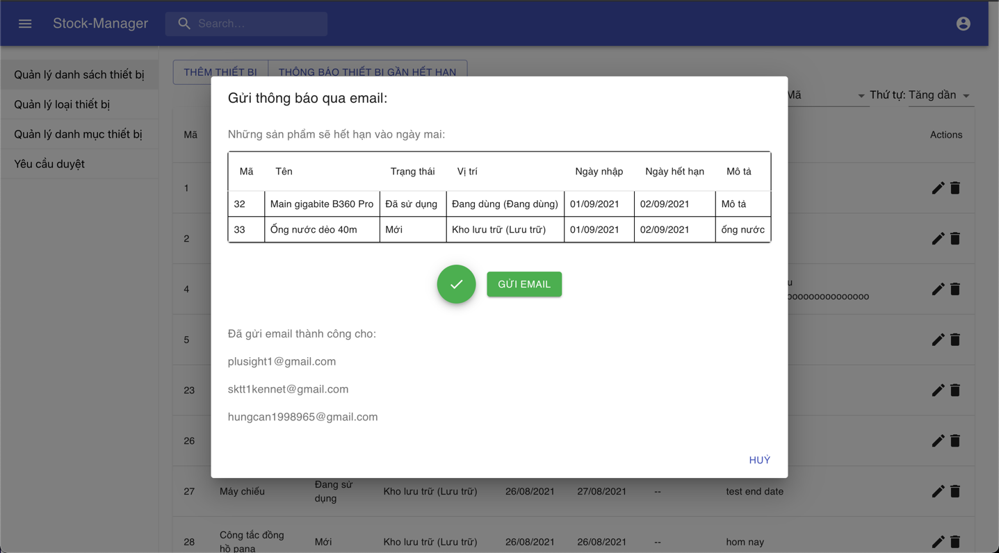 Stock-Manager
Search...
Quản lý danh sách thiết bị
Quản lý loại thiết bị
Quản lý danh mục thiết bị
Yêu cầu duyệt
THÊM THIẾT BỊ
THÔNG BÁO THIẾT BỊ GẦN HẾT HẠN
Mã
Thứ tự: Tăng dần
Mã
Actions
1
2
4
u
ooooooooooooooo
5
23
26
27 Máy chiếu Đang sử dụng Kho lưu trữ (Lưu trữ) 26/08/2021 27/08/2021 -- test end date
28 Công tắc đồng hồ pana Mới Kho lưu trữ (Lưu trữ) 26/08/2021 26/08/2021 -- hom nay
Gửi thông báo qua email:
Những sản phẩm sẽ hết hạn vào ngày mai:
Mã Tên Trạng thái Vị trí Ngày nhập Ngày hết hạn Mô tả
32 Main gigabite B360 Pro Đã sử dụng Đang dùng (Đang dùng) 01/09/2021 02/09/2021 Mô tả
33 Ống nước dẻo 40m Mới Kho lưu trữ (Lưu trữ) 01/09/2021 02/09/2021 ống nước
GỬI EMAIL
Đã gửi email thành công cho:
plusight1@gmail.com
sktt1kennet@gmail.com
hungcan1998965@gmail.com
HUỶ